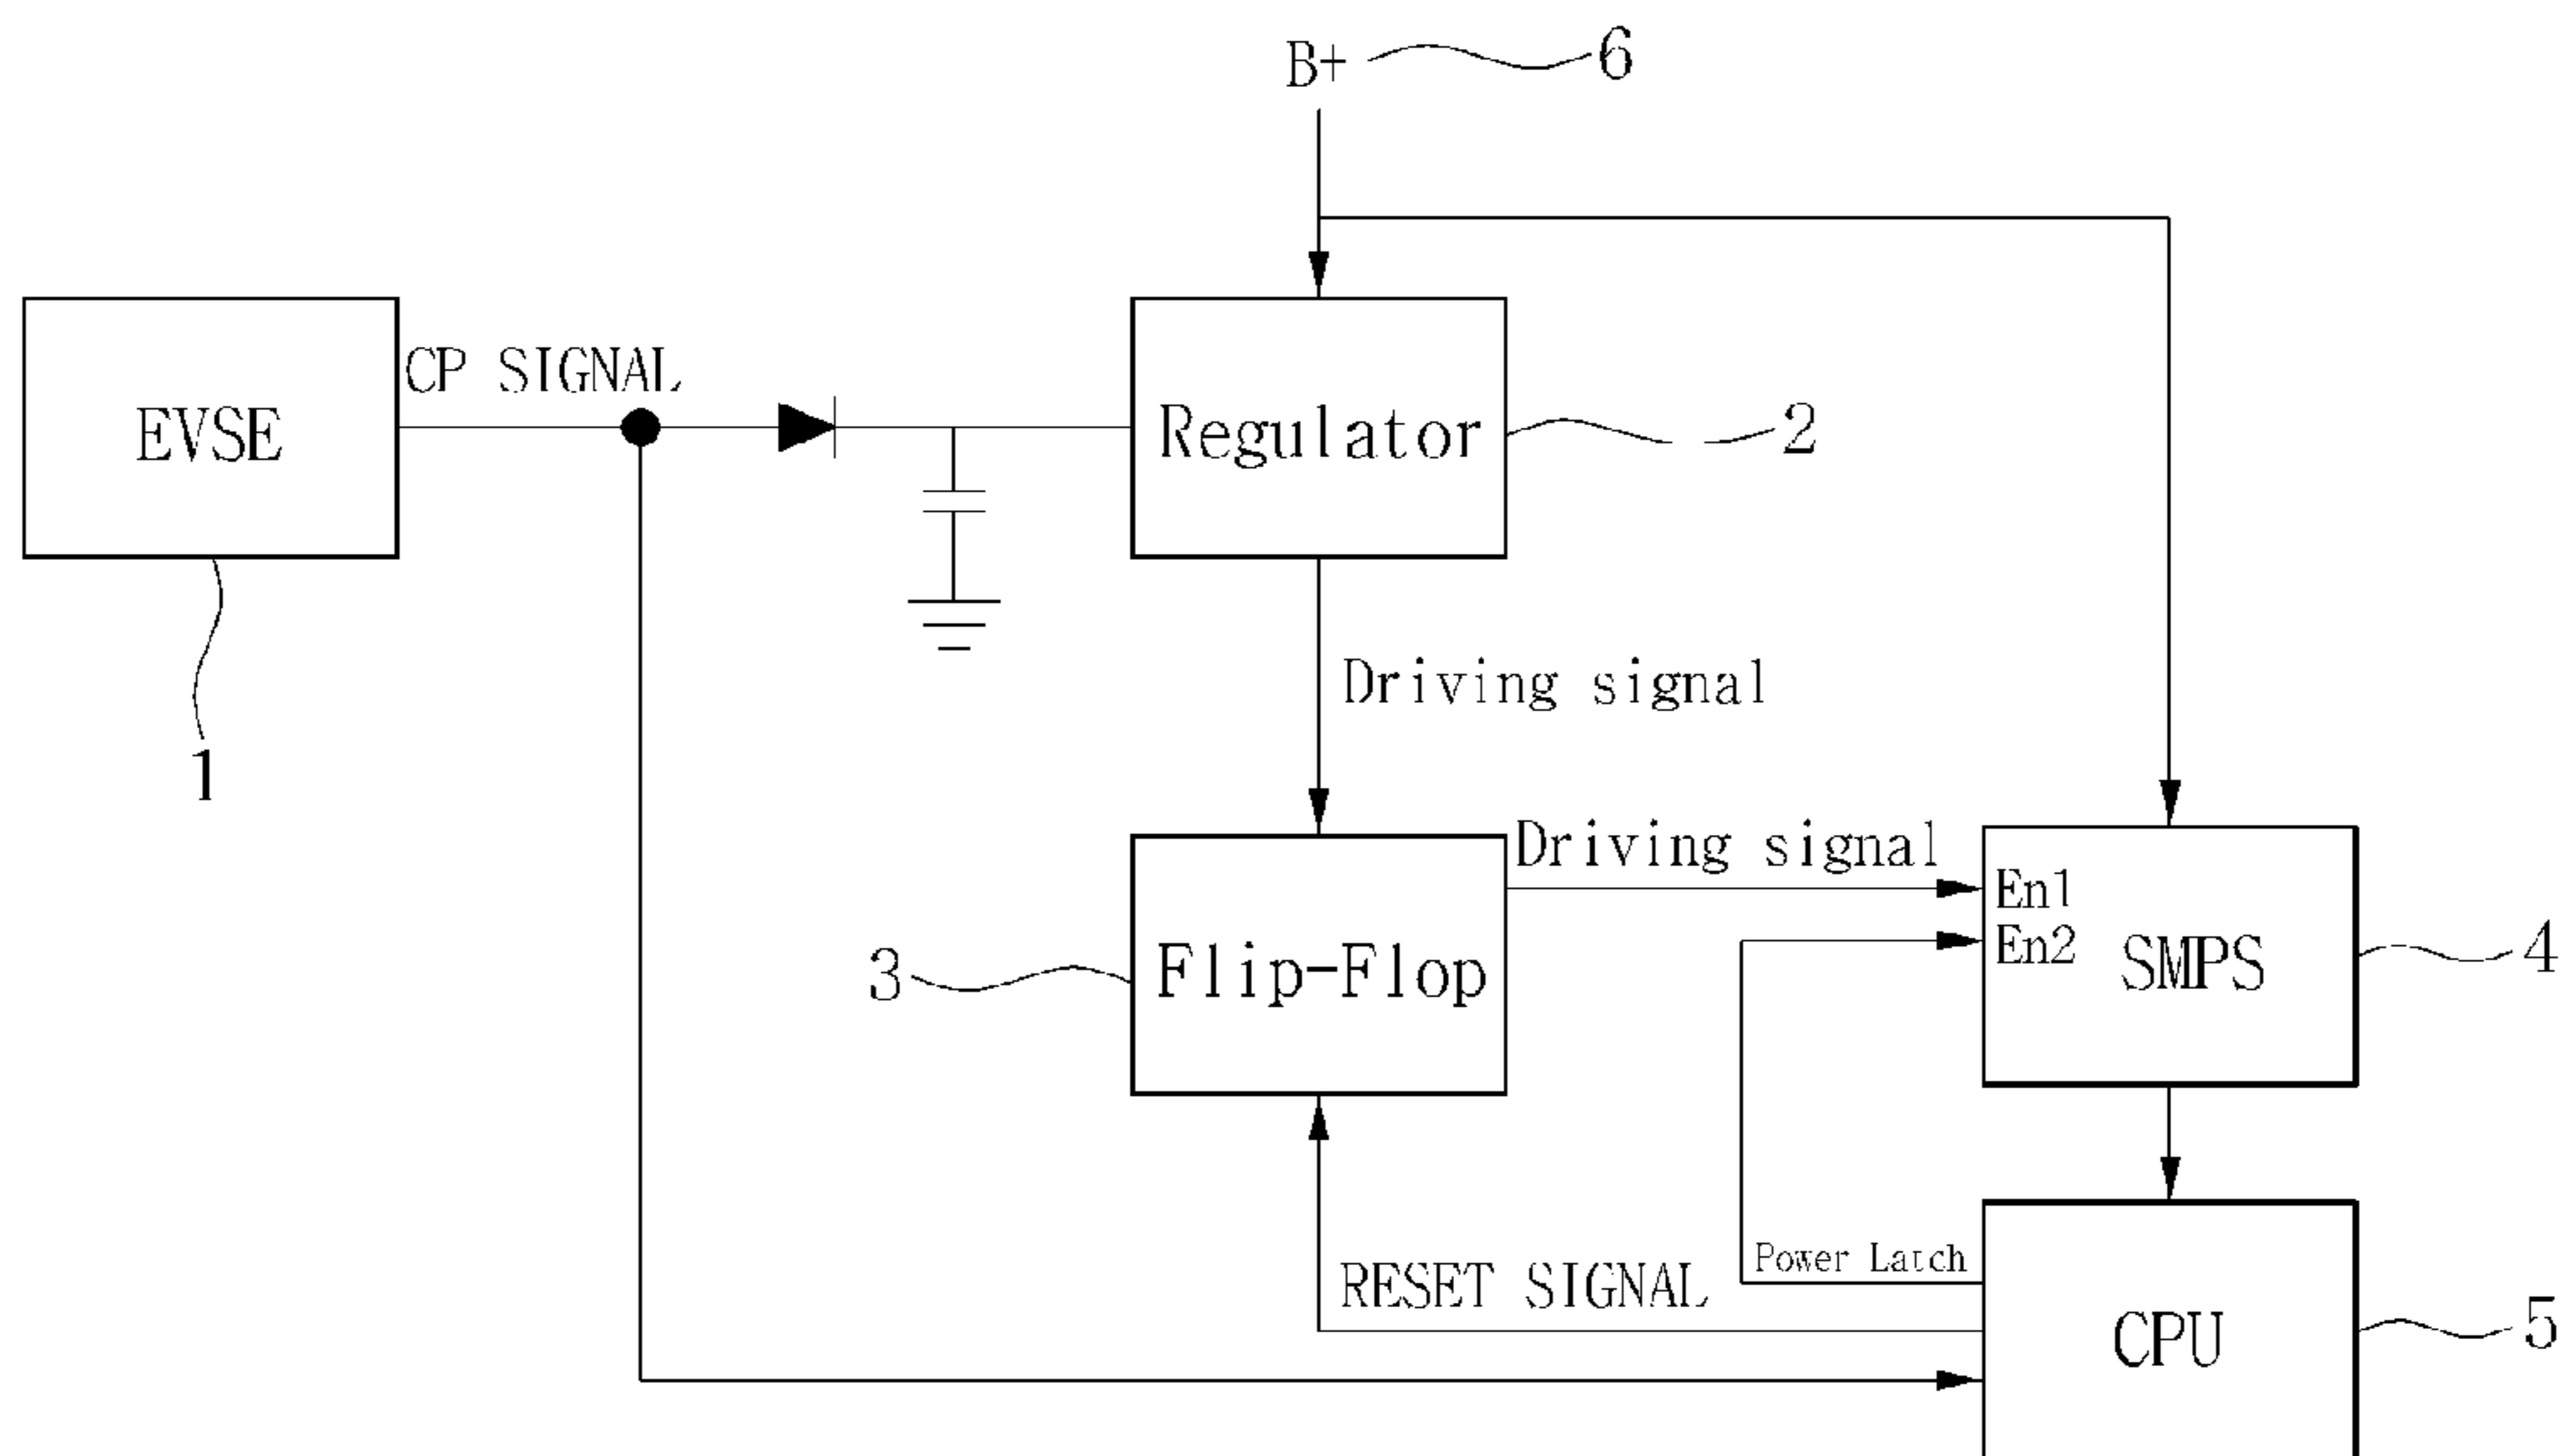 B+ 6
CP SIGNAL
EVSE
Regulator
2
1
Driving signal
Driving signal
En1
En2
SMPS
4
3
Flip-Flop
Power Latch
RESET SIGNAL
CPU
5